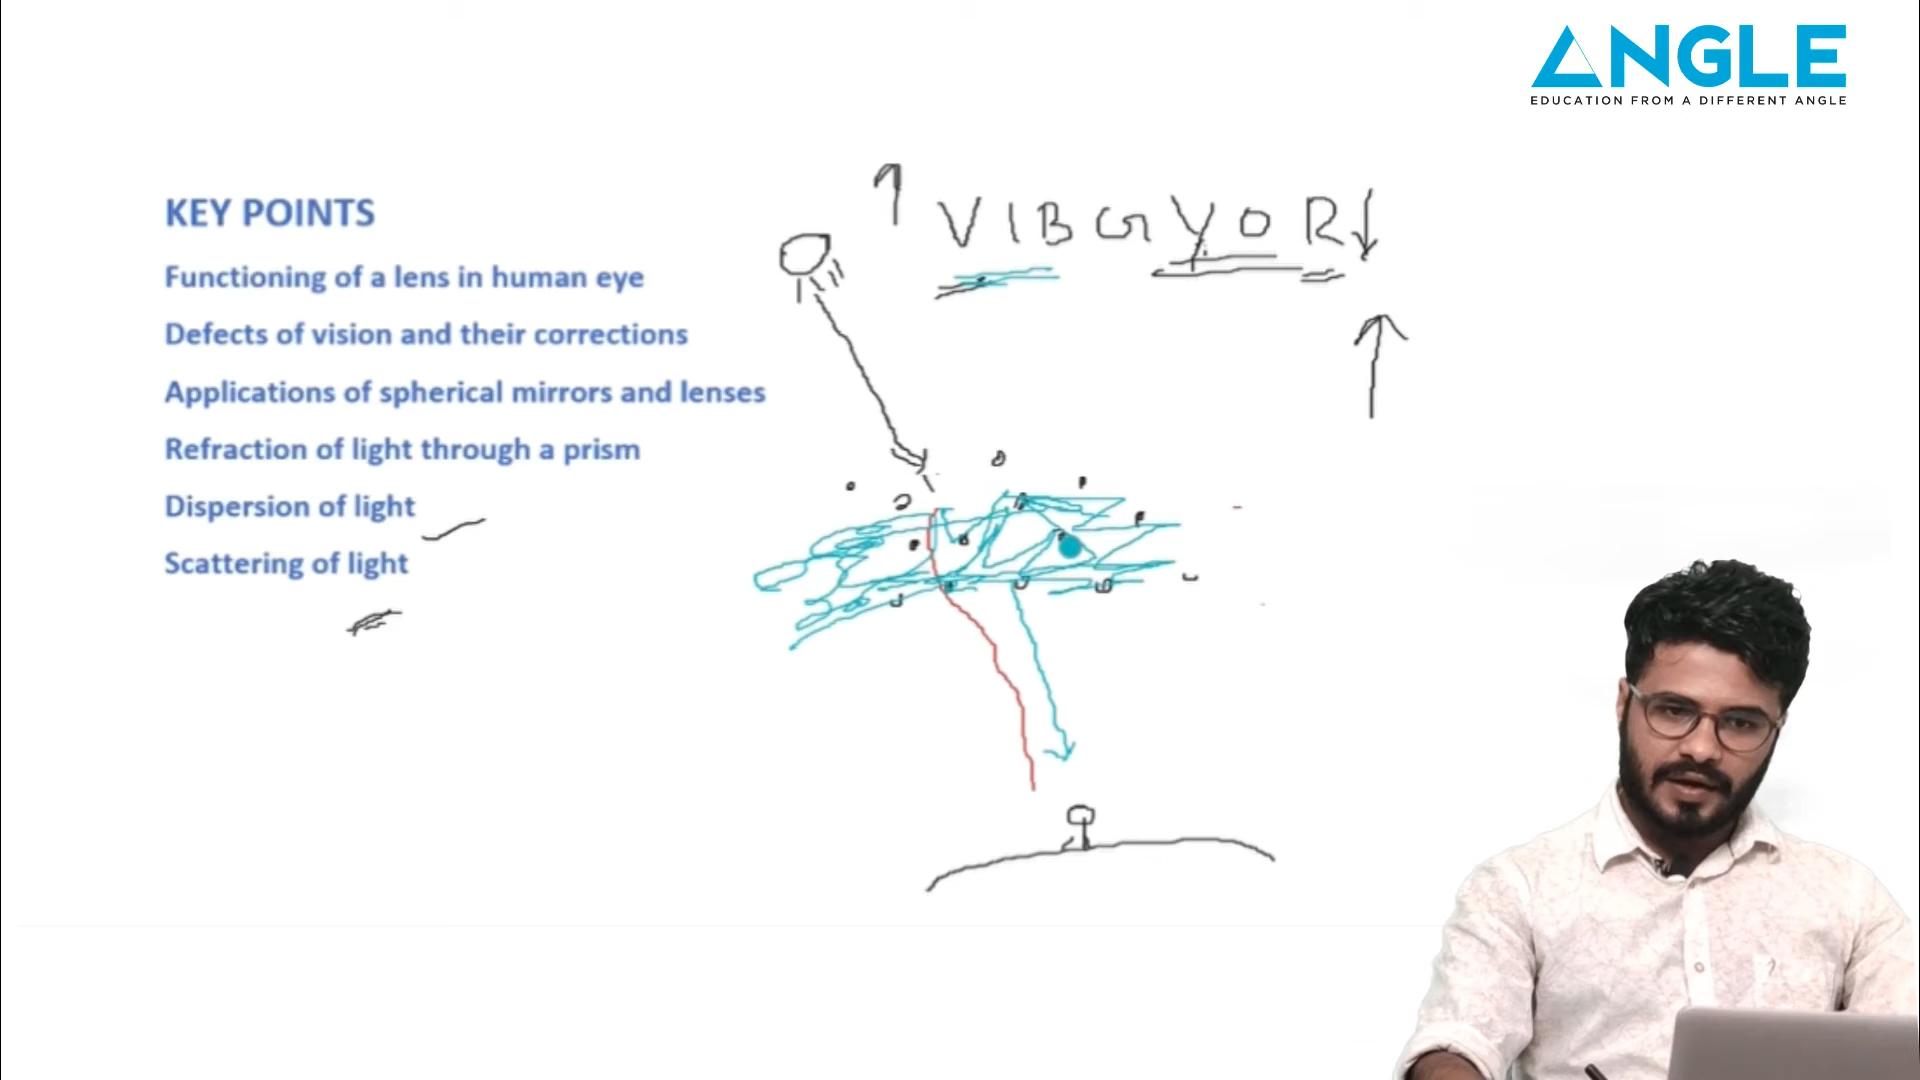 ANGLE
EDUCATION FROM A DIFFERENT ANGLE
VIBGYOR
KEY POINTS
Functioning of a lens in human eye
Defects of vision and their corrections
Applications of spherical mirrors and lenses
Refraction of light through a prism
Dispersion of light
Scattering of light